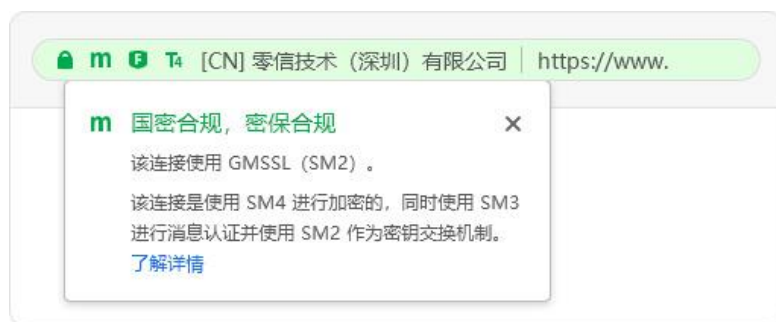 m T4 [CN] 零信技术（深圳）有限公司 | https://www.
m 国密合规，密保合规 ×
该连接使用 GMSSL（SM2）。
该连接是使用 SM4 进行加密的，同时使用 SM3
进行消息认证并使用 SM2 作为密钥交换机制。
了解详情